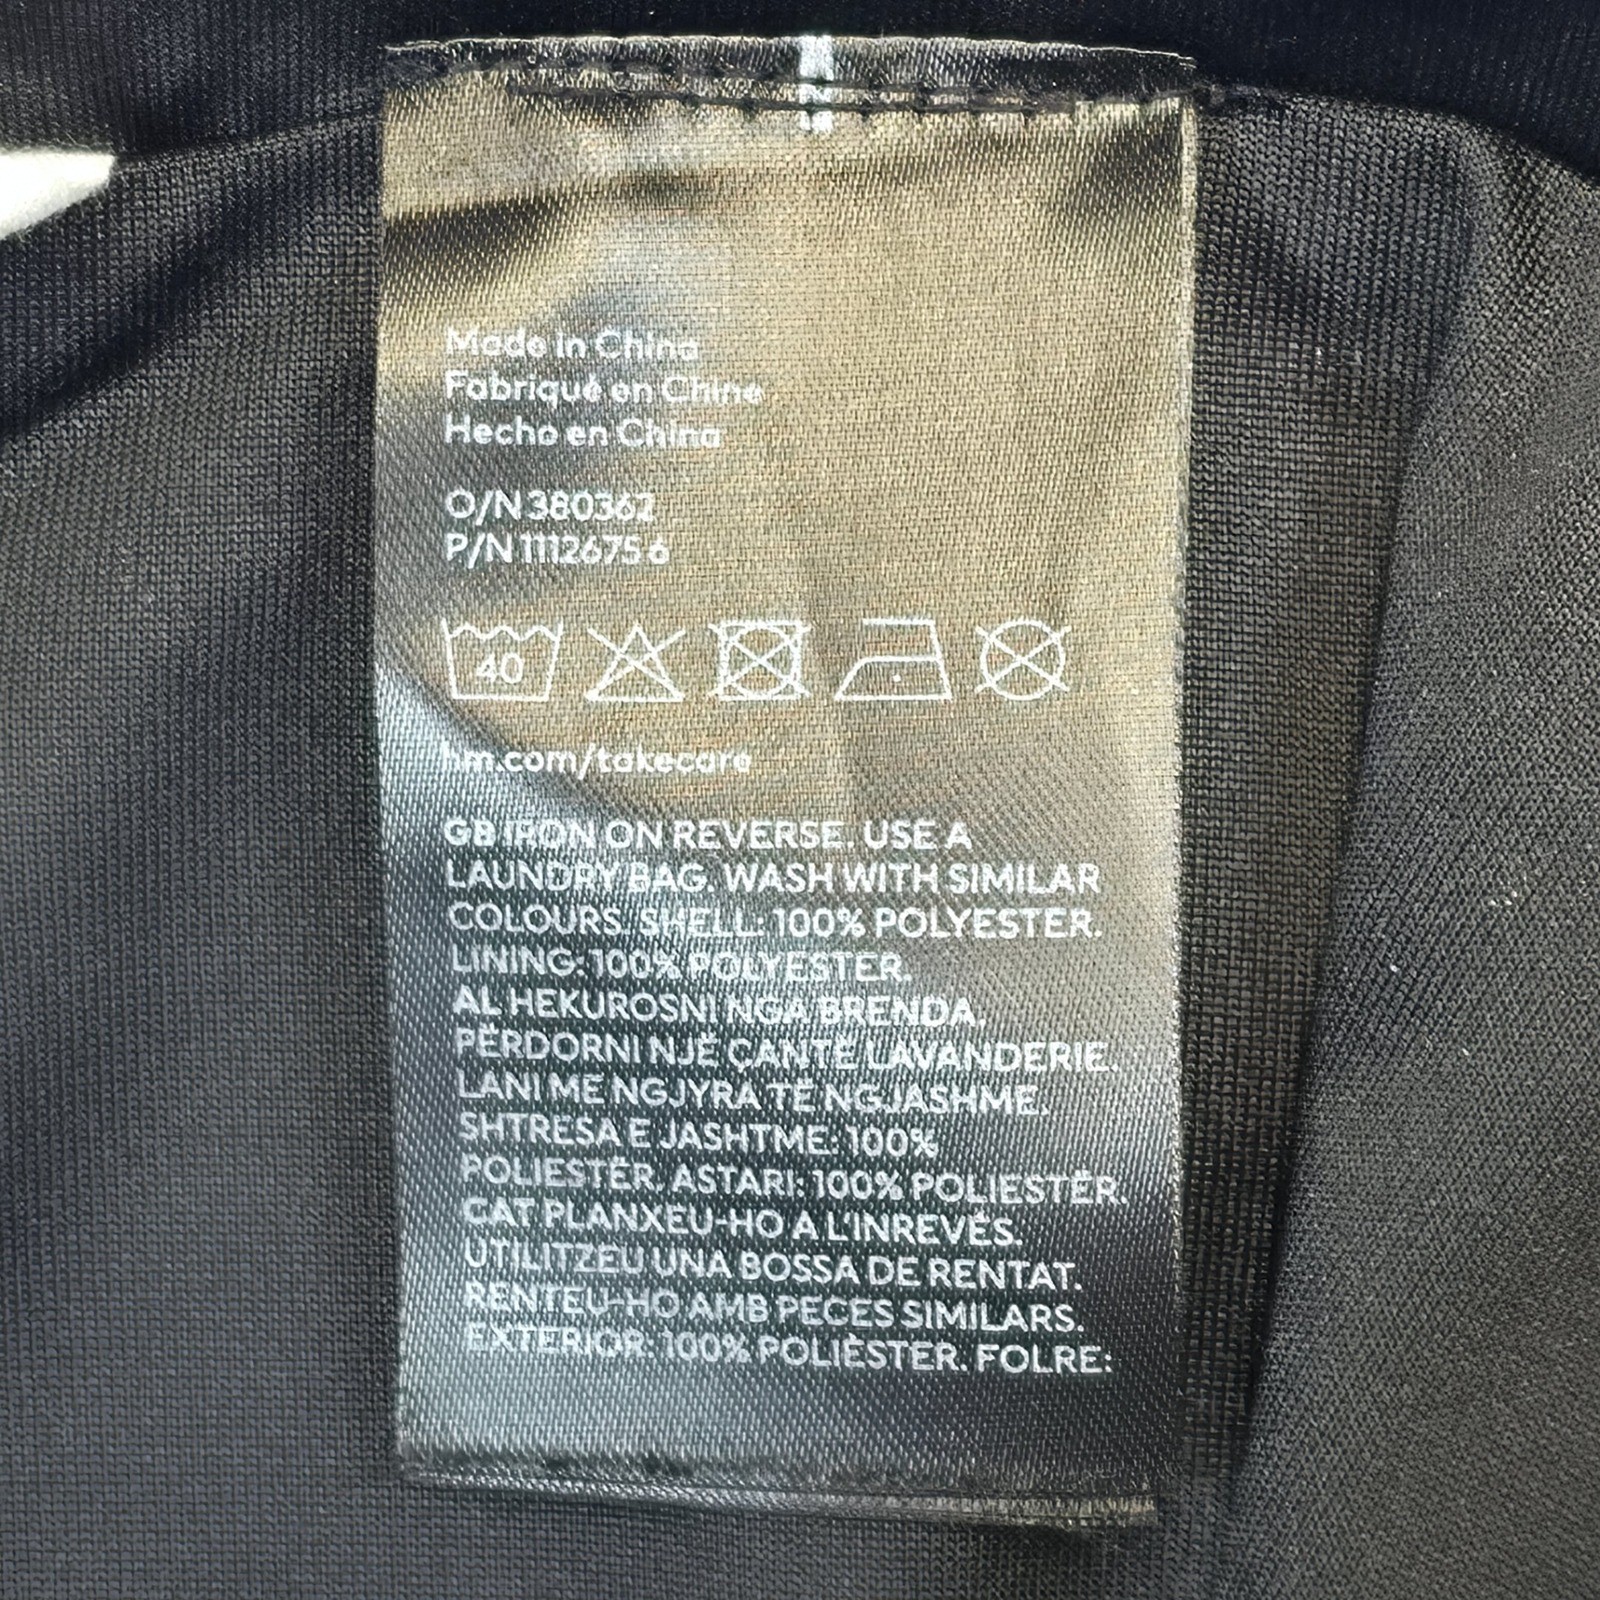 Made in China
Fabriqué en Chine
Hecho en China
O/N 380362
P/N 11126756
40
hm.com/takecare
GB IRON ON REVERSE. USE A
LAUNDRY BAG. WASH WITH SIMILAR
COLOURS. SHELL: 100% POLYESTER.
LINING: 100% POLYESTER.
AL HEKUROSNI NGA BRENDA.
PËRDORNI NJË ÇANTË LAVANDERIE.
LANI ME NGJYRA TË NGJASHME.
SHTRESA E JASHTME: 100%
POLIESTËR. ASTARI: 100% POLIESTËR.
CAT PLANXEU-HO A L'INREVÉS.
UTILITZEU UNA BOSSA DE RENTAT.
RENTEU-HO AMB PECES SIMILARS.
EXTERIOR: 100% POLIÈSTER. FOLRE: